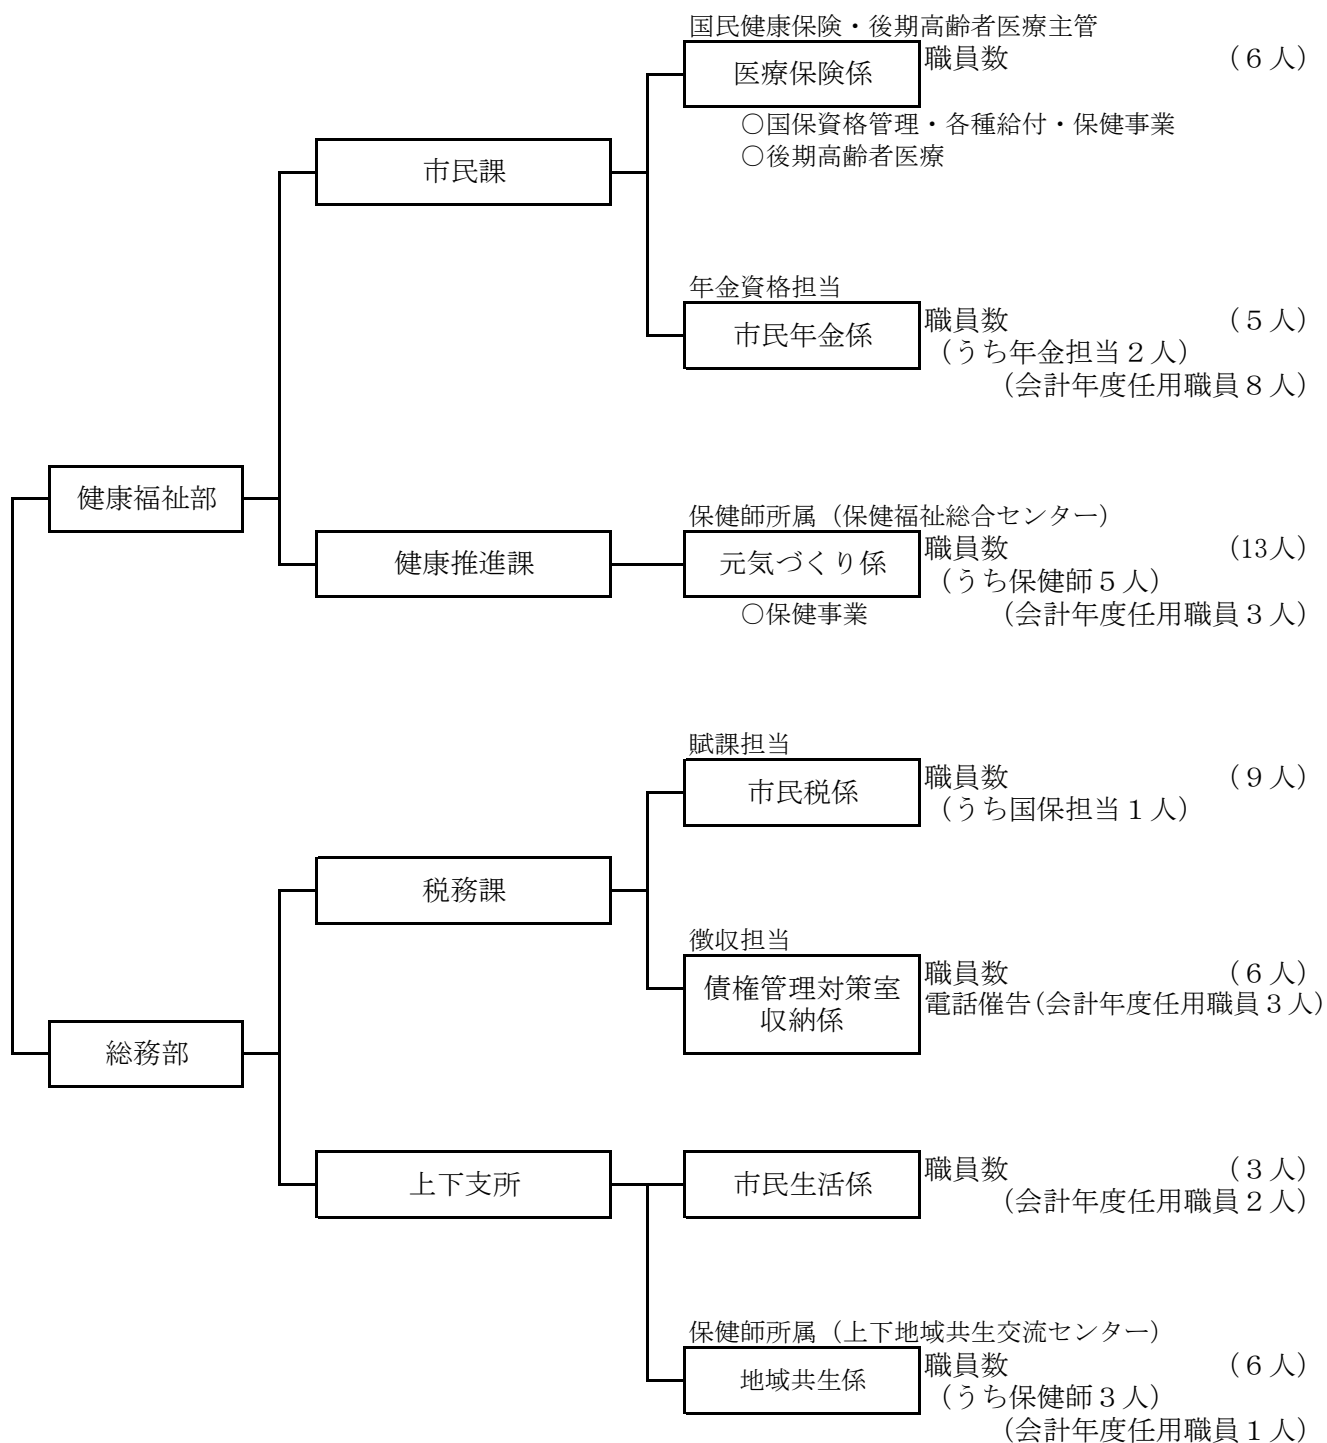 国民健康保険・後期高齢者医療主管
医療保険係
職員数 (6人)
○国保資格管理・各種給付・保健事業
○後期高齢者医療
市民課
年金資格担当
市民年金係
職員数 (5人)
(うち年金担当2人)
(会計年度任用職員8人)
健康福祉部
保健師所属(保健福祉総合センター)
健康推進課
元気づくり係
職員数 (13人)
(うち保健師5人)
○保健事業 (会計年度任用職員3人)
賦課担当
市民税係
職員数 (9人)
(うち国保担当1人)
税務課
徴収担当
債権管理対策室
収納係
職員数 (6人)
電話催告(会計年度任用職員3人)
総務部
上下支所
市民生活係
職員数 (3人)
(会計年度任用職員2人)
保健師所属(上下地域共生交流センター)
地域共生係
職員数 (6人)
(うち保健師3人)
(会計年度任用職員1人)